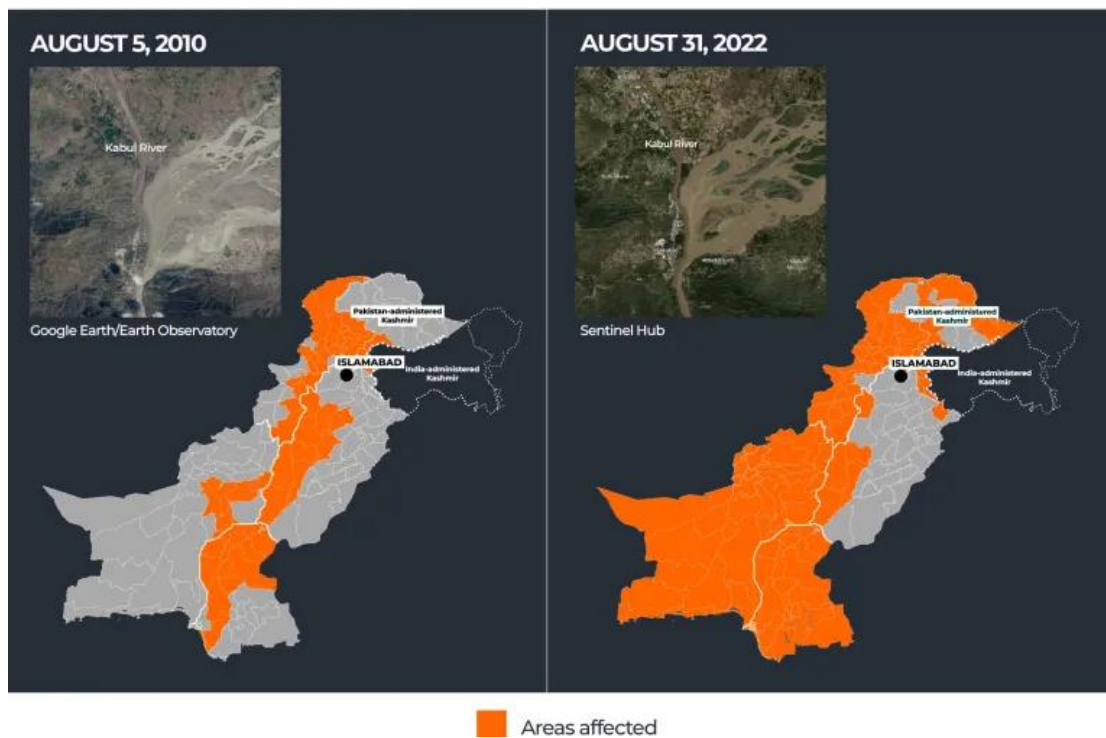 AUGUST 5, 2010
Kabul River
Google Earth/Earth Observatory
Pakistan-administered
Kashmir
ISLAMABAD
India-administered
Kashmir
AUGUST 31, 2022
Kabul River
Sentinel Hub
Pakistan-administered
Kashmir
ISLAMABAD
India-administered
Kashmir
Areas affected